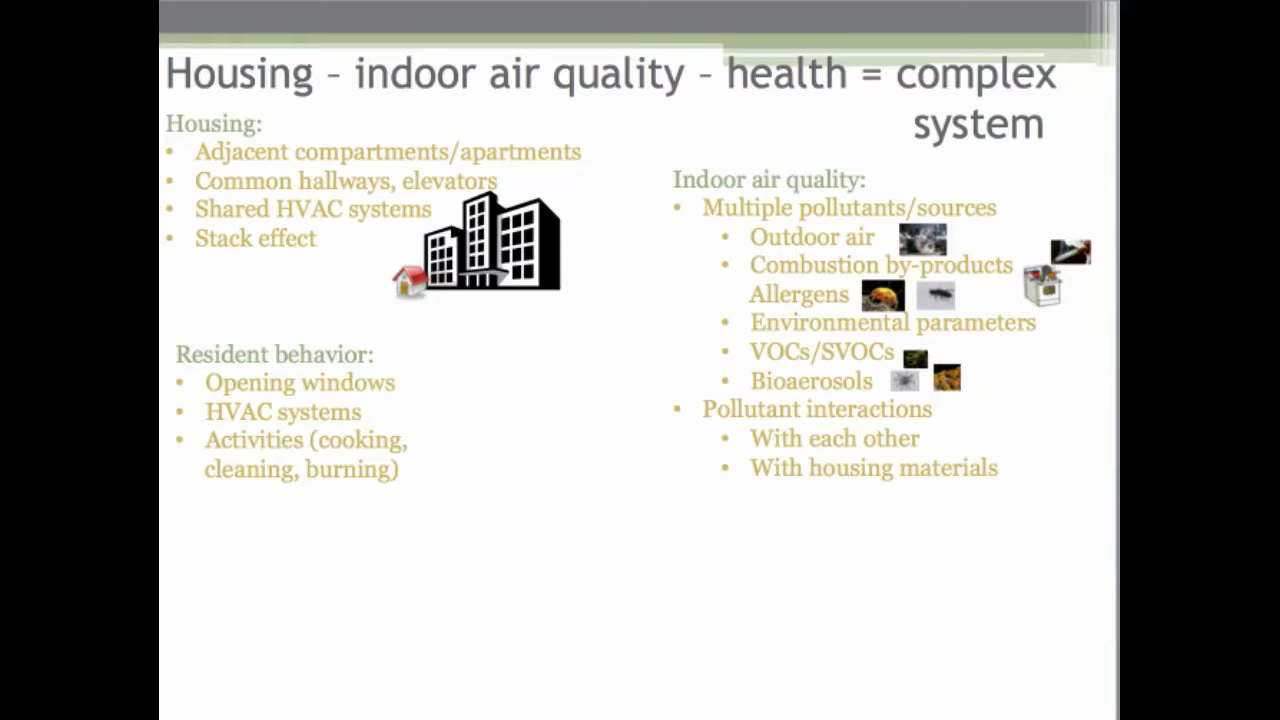 Housing – indoor air quality – health = complex
system
Housing:
• Adjacent compartments/apartments
• Common hallways, elevators
• Shared HVAC systems
• Stack effect
Resident behavior:
• Opening windows
• HVAC systems
• Activities (cooking,
cleaning, burning)
Indoor air quality:
• Multiple pollutants/sources
• Outdoor air
• Combustion by-products
Allergens
• Environmental parameters
• VOCs/SVOCs
• Bioaerosols
• Pollutant interactions
• With each other
• With housing materials